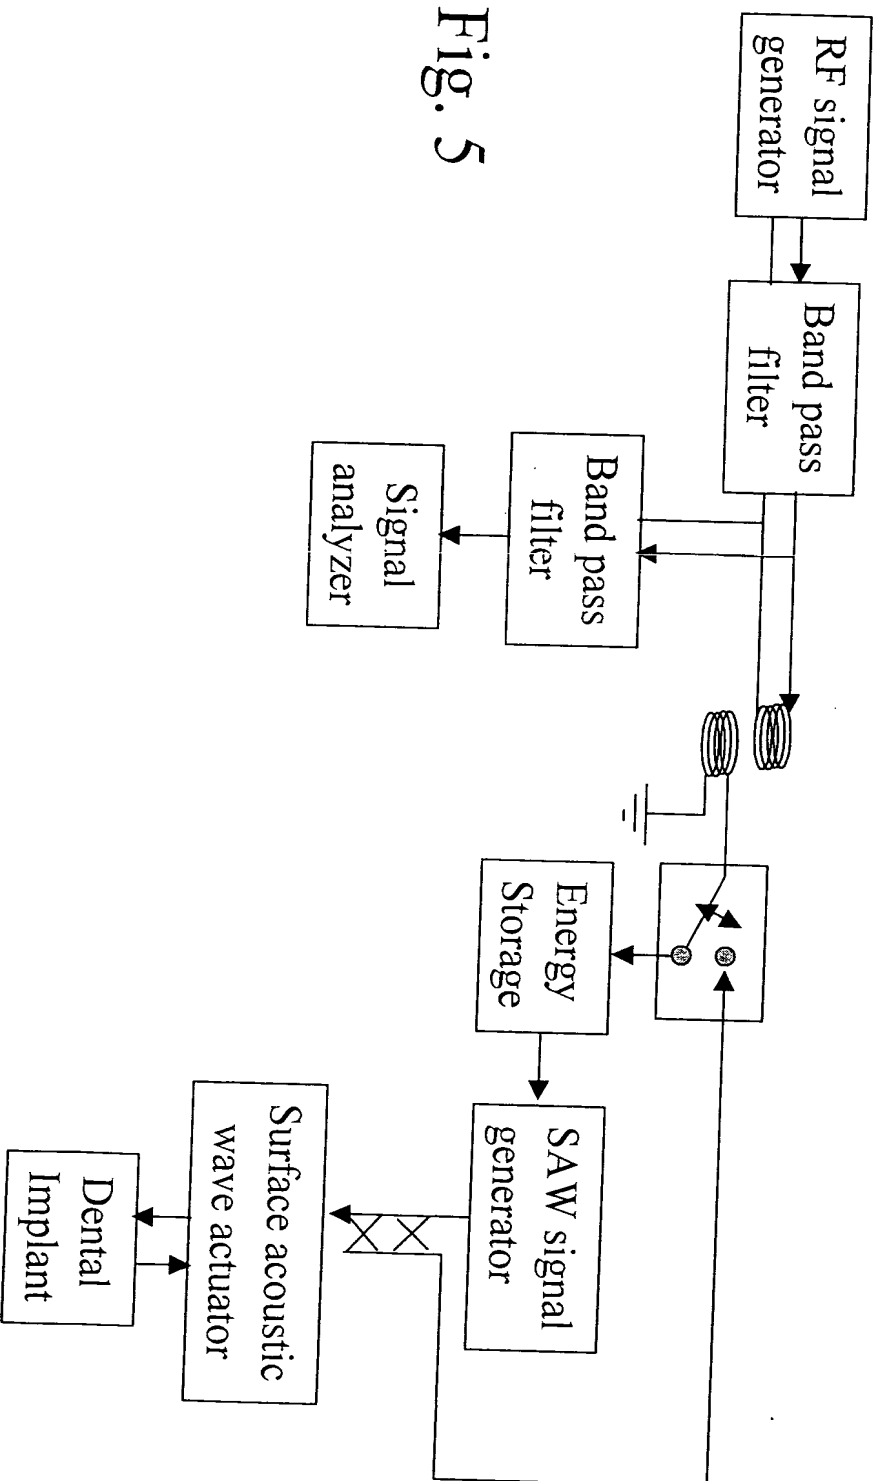 RF signal
generator
Band pass
filter
Band pass
filter
Signal
analyzer
Energy
Storage
SAW signal
generator
Surface acoustic
wave actuator
Dental
Implant
Fig. 5